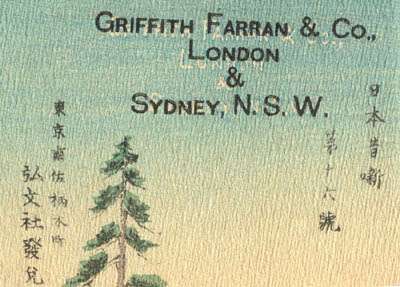 GRIFFITH FARRAN & CO.,
LONDON
&
SYDNEY, N. S. W.
日本昔噺
第十六號
東京南佐柄木町
弘文社發兌